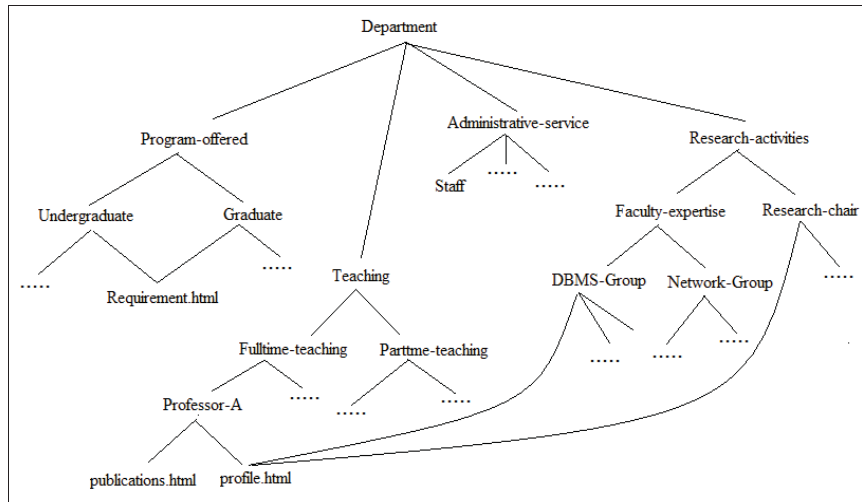 Department
Administrative-service
Program-offered
Research-activities
Staff
.....
.....
Undergraduate
Graduate
Faculty-expertise
Research-chair
.....
.....
.....
Teaching
DBMS-Group
Network-Group
Requirement.html
Fulltime-teaching
Parttme-teaching
.....
.....
.....
Professor-A
.....
.....
.....
publications.html
profile.html